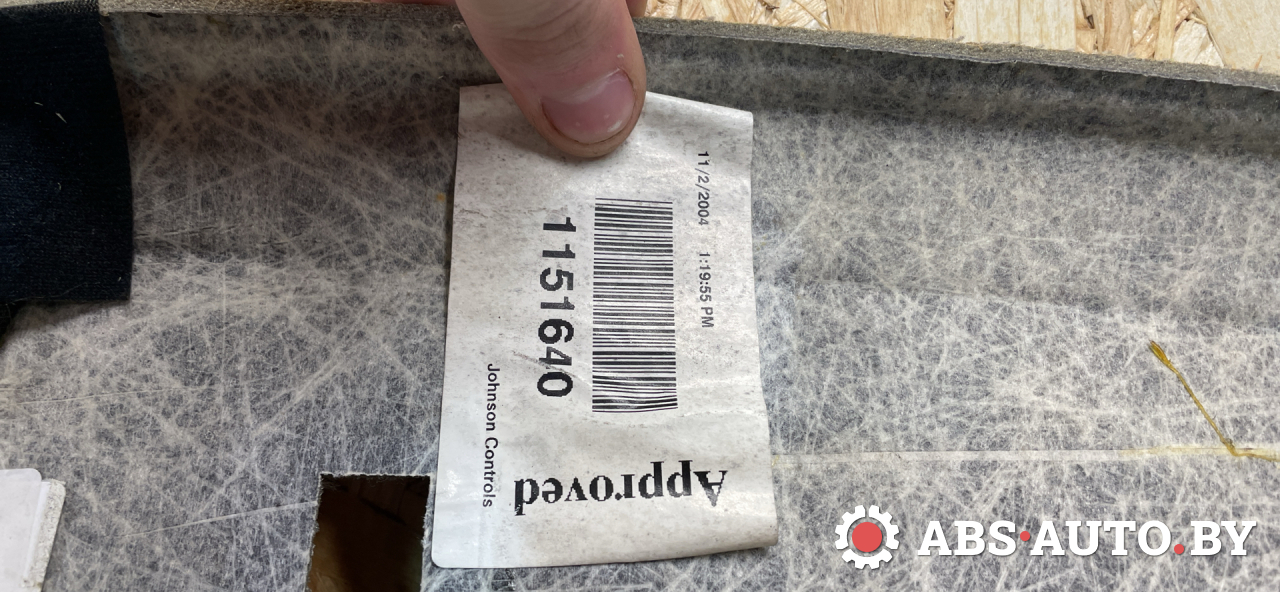 11/2/2004 1:19:55 PM
1151640
Johnson Controls
Approved
ABS·AUTO.BY